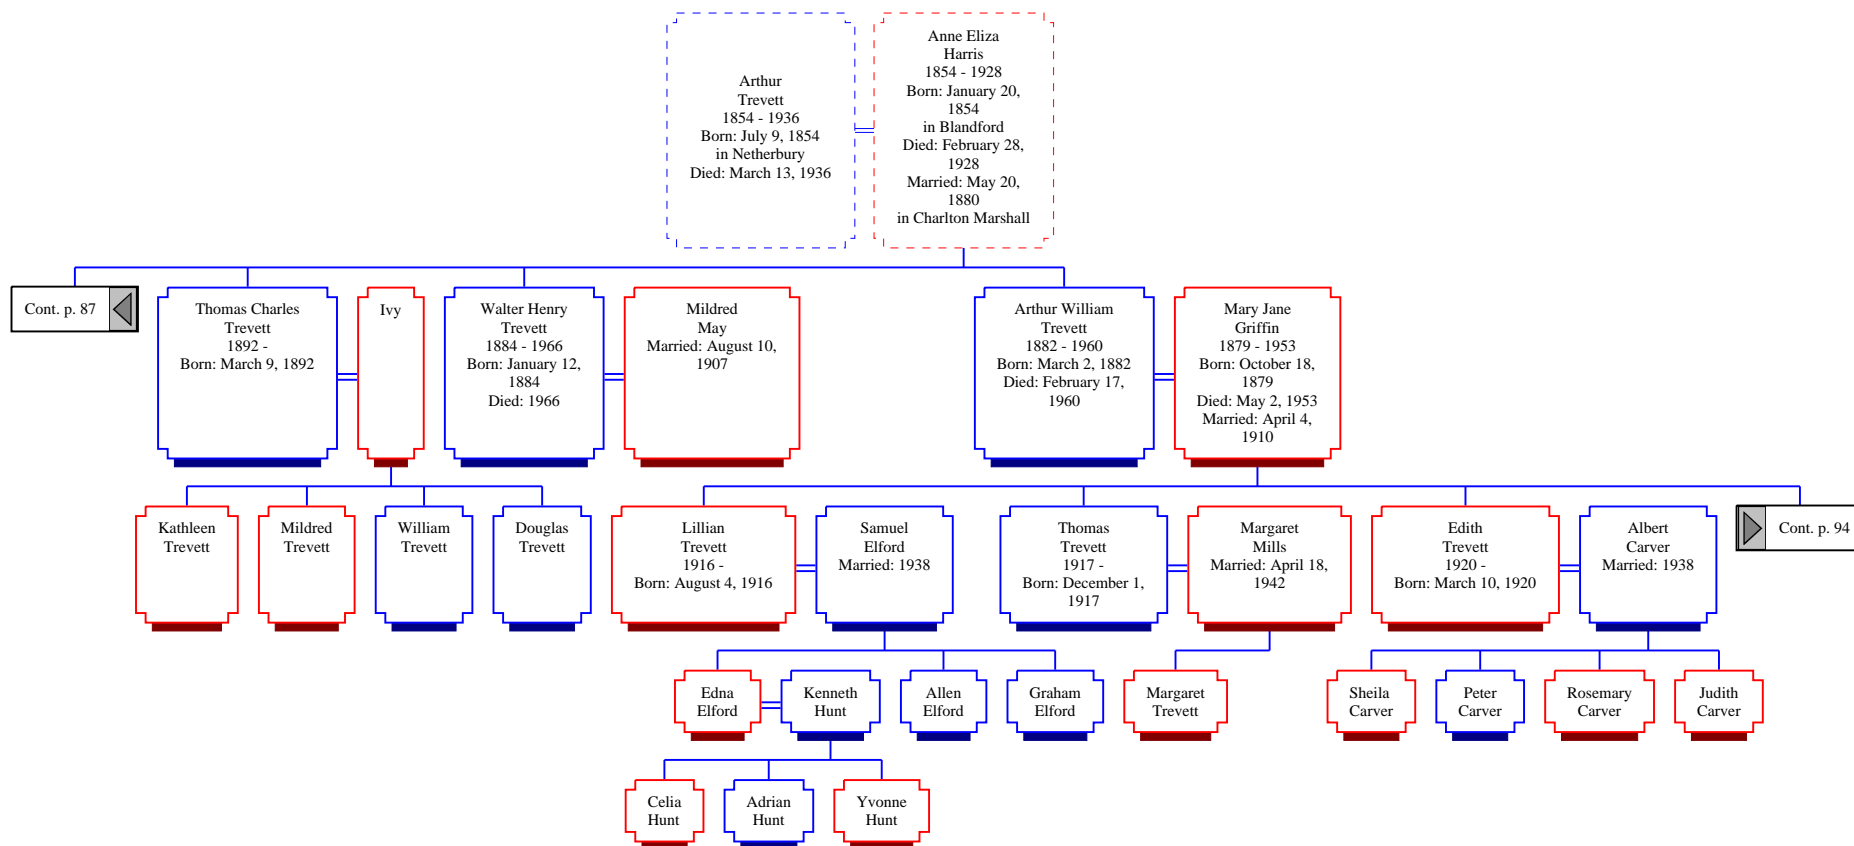 Arthur
Trevett
1854 - 1936
Born: July 9, 1854
in Netherbury
Died: March 13, 1936
Anne Eliza
Harris
1854 - 1928
Born: January 20,
1854
in Blandford
Died: February 28,
1928
Married: May 20,
1880
in Charlton Marshall
Cont. p. 87
Thomas Charles
Trevett
1892 -
Born: March 9, 1892
Ivy
Walter Henry
Trevett
1884 - 1966
Born: January 12,
1884
Died: 1966
Mildred
May
Married: August 10,
1907
Arthur William
Trevett
1882 - 1960
Born: March 2, 1882
Died: February 17,
1960
Mary Jane
Griffin
1879 - 1953
Born: October 18,
1879
Died: May 2, 1953
Married: April 4,
1910
Kathleen
Trevett
Mildred
Trevett
William
Trevett
Douglas
Trevett
Lillian
Trevett
1916 -
Born: August 4, 1916
Samuel
Elford
Married: 1938
Thomas
Trevett
1917 -
Born: December 1,
1917
Margaret
Mills
Married: April 18,
1942
Edith
Trevett
1920 -
Born: March 10, 1920
Albert
Carver
Married: 1938
Cont. p. 94
Edna
Elford
Kenneth
Hunt
Allen
Elford
Graham
Elford
Margaret
Trevett
Sheila
Carver
Peter
Carver
Rosemary
Carver
Judith
Carver
Celia
Hunt
Adrian
Hunt
Yvonne
Hunt